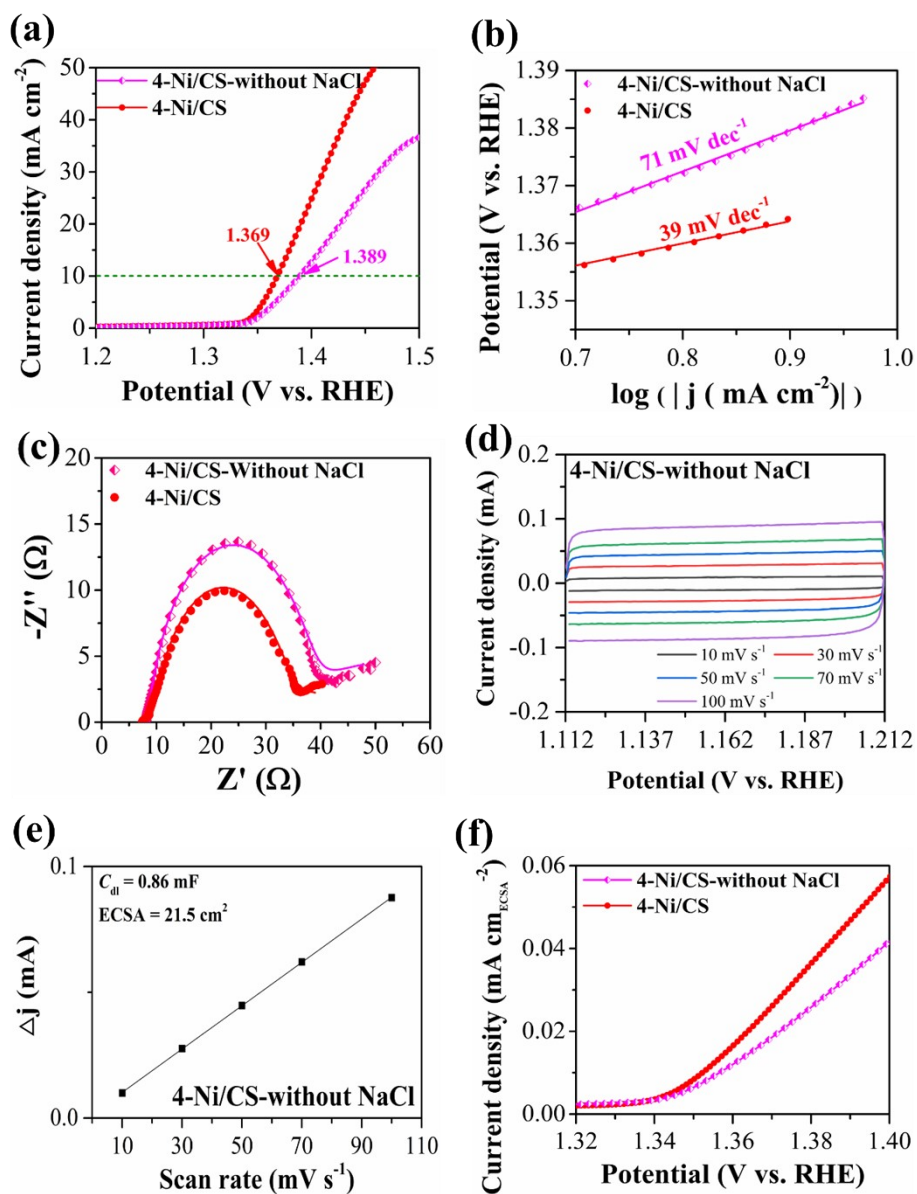 (a)
50
40
30
20
10
0
Current density (mA cm⁻²)
4-Ni/CS-without NaCl
4-Ni/CS
1.369
1.389
1.2
1.3
1.4
1.5
Potential (V vs. RHE)
(b)
1.39
1.38
1.37
1.36
1.35
Potential (V vs. RHE)
4-Ni/CS-without NaCl
4-Ni/CS
71 mV dec⁻¹
39 mV dec⁻¹
0.7
0.8
0.9
1.0
log (| j ( mA cm⁻²)| )
(c)
20
15
10
5
0
-Z'' (Ω)
4-Ni/CS-Without NaCl
4-Ni/CS
0
10
20
30
40
50
60
Z' (Ω)
(d)
0.2
0.1
0.0
-0.1
-0.2
Current density (mA)
4-Ni/CS-without NaCl
10 mV s⁻¹
30 mV s⁻¹
50 mV s⁻¹
70 mV s⁻¹
100 mV s⁻¹
1.112
1.137
1.162
1.187
1.212
Potential (V vs. RHE)
(e)
0.1
0.0
△j (mA)
Cdl = 0.86 mF
ECSA = 21.5 cm²
4-Ni/CS-without NaCl
10
30
50
70
90
110
Scan rate (mV s⁻¹)
(f)
0.06
0.04
0.02
0.00
Current density (mA cmECSA⁻²)
4-Ni/CS-without NaCl
4-Ni/CS
1.32
1.34
1.36
1.38
1.40
Potential (V vs. RHE)